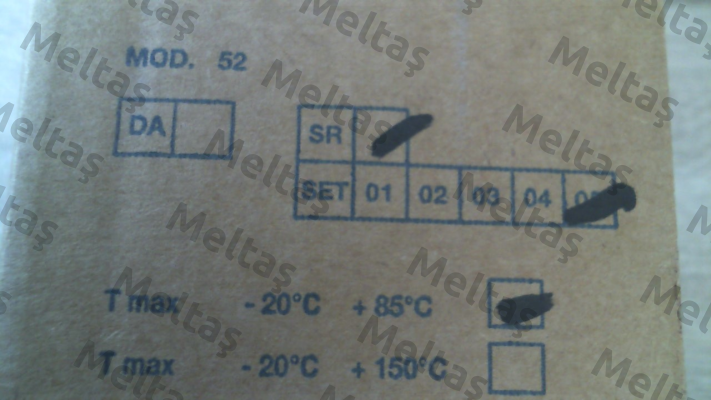 MOD. 52
DA
SR
SET 01 02 03 04
T max - 20°C + 85°C
T max - 20°C + 150°C
Meltaş